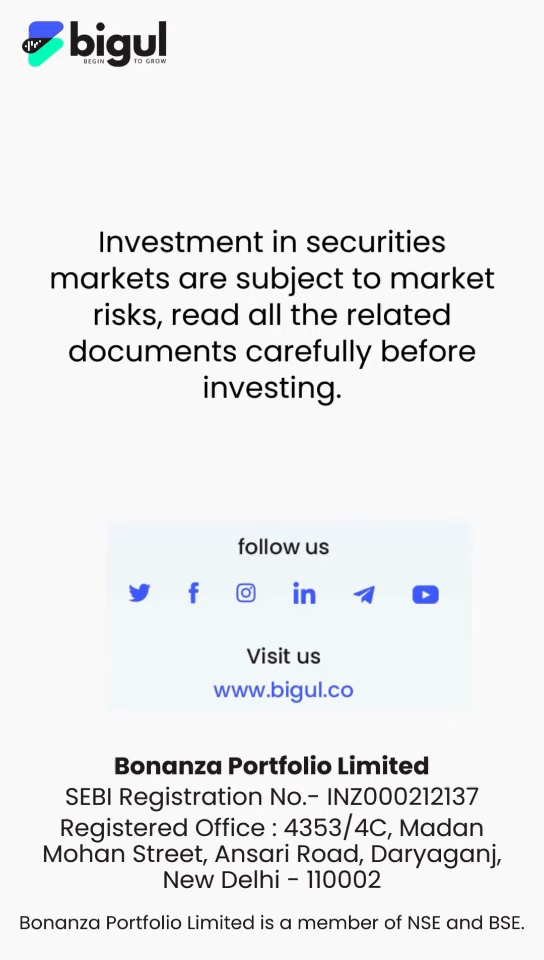 bigul
BEGIN TO GROW
Investment in securities
markets are subject to market
risks, read all the related
documents carefully before
investing.
follow us
Visit us
www.bigul.co
Bonanza Portfolio Limited
SEBI Registration No.- INZ000212137
Registered Office : 4353/4C, Madan
Mohan Street, Ansari Road, Daryaganj,
New Delhi - 110002
Bonanza Portfolio Limited is a member of NSE and BSE.